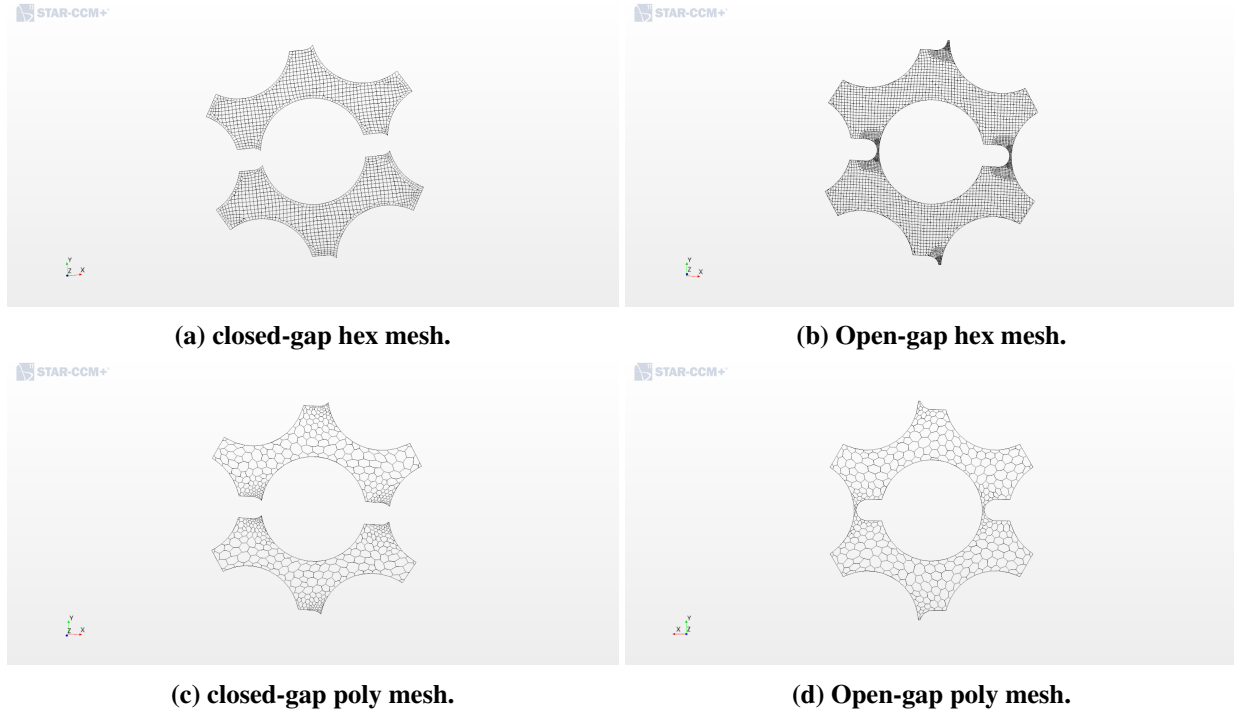 STAR-CCM+
STAR-CCM+
Y
Z X
Y
Z X
(a) closed-gap hex mesh.
(b) Open-gap hex mesh.
STAR-CCM+
STAR-CCM+
Y
Z X
Y
X Z
(c) closed-gap poly mesh.
(d) Open-gap poly mesh.